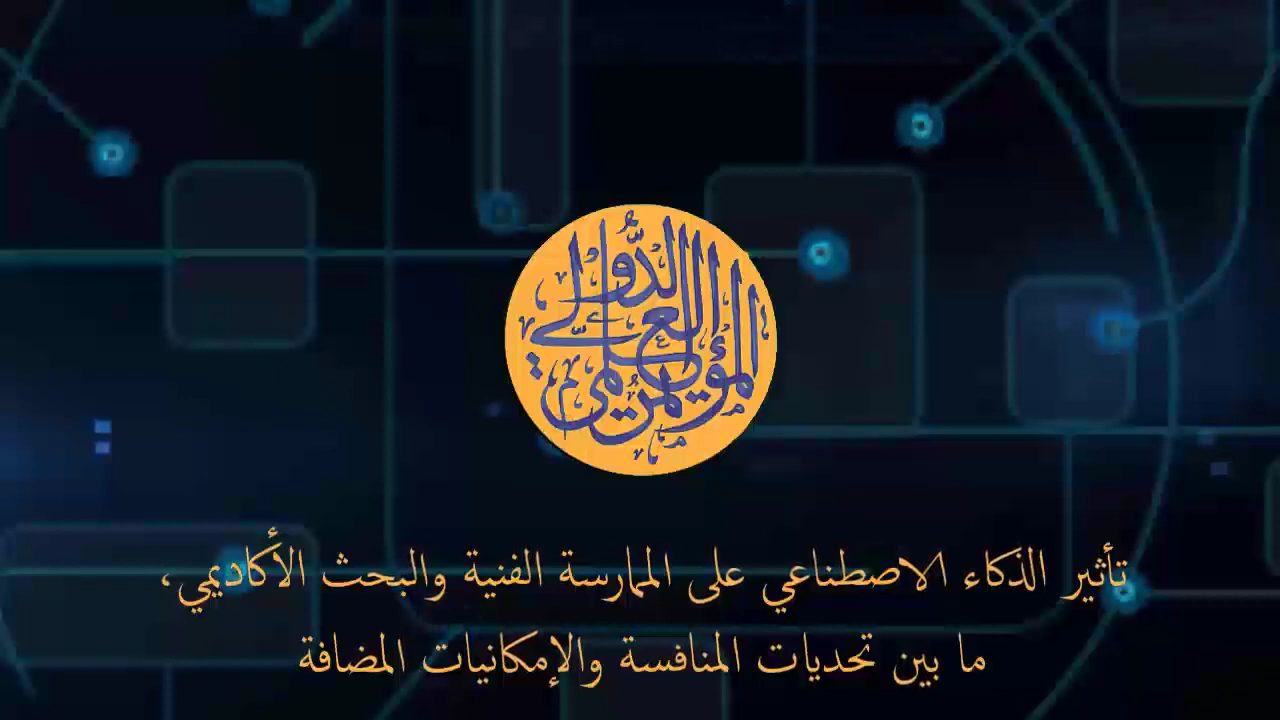 المؤتمر العلمي الدولي
تأثير الذكاء الاصطناعي على الممارسة الفنية والبحث الأكاديمي،
ما بين تحديات المنافسة والإمكانيات المضافة